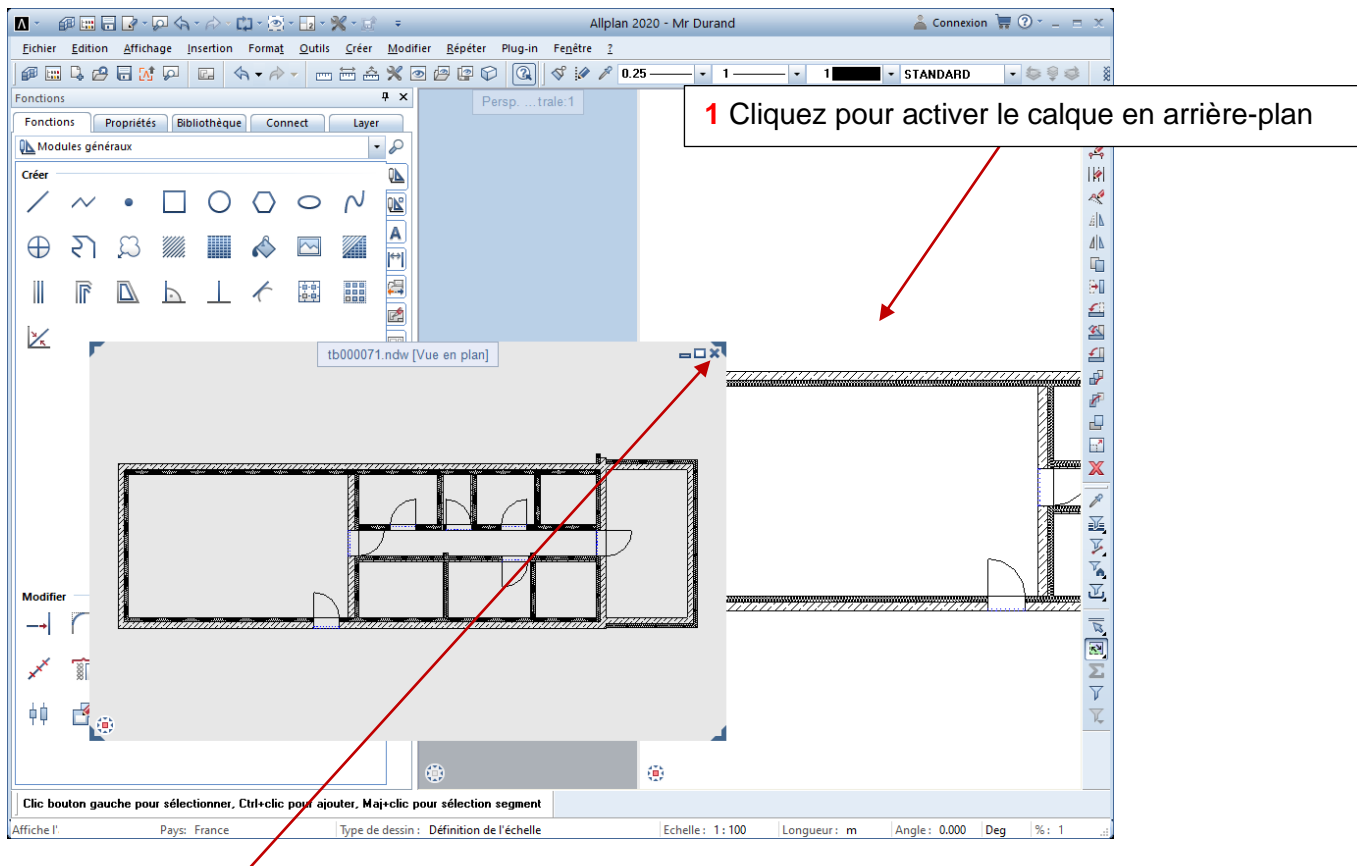 Allplan 2020 - Mr Durand
Connexion
Fichier Edition Affichage Insertion Format Outils Créer Modifier Répéter Plug-in Fenêtre ?
0.25 1 1 STANDARD
Fonctions
Persp. ...trale:1
1 Cliquez pour activer le calque en arrière-plan
Fonctions Propriétés Bibliothèque Connect Layer
Modules généraux
Créer
A
tb000071.ndw [Vue en plan]
Modifier
Clic bouton gauche pour sélectionner, Ctrl+clic pour ajouter, Maj+clic pour sélection segment
Affiche l' Pays: France Type de dessin : Définition de l'échelle Echelle : 1 : 100 Longueur : m Angle : 0.000 Deg % : 1